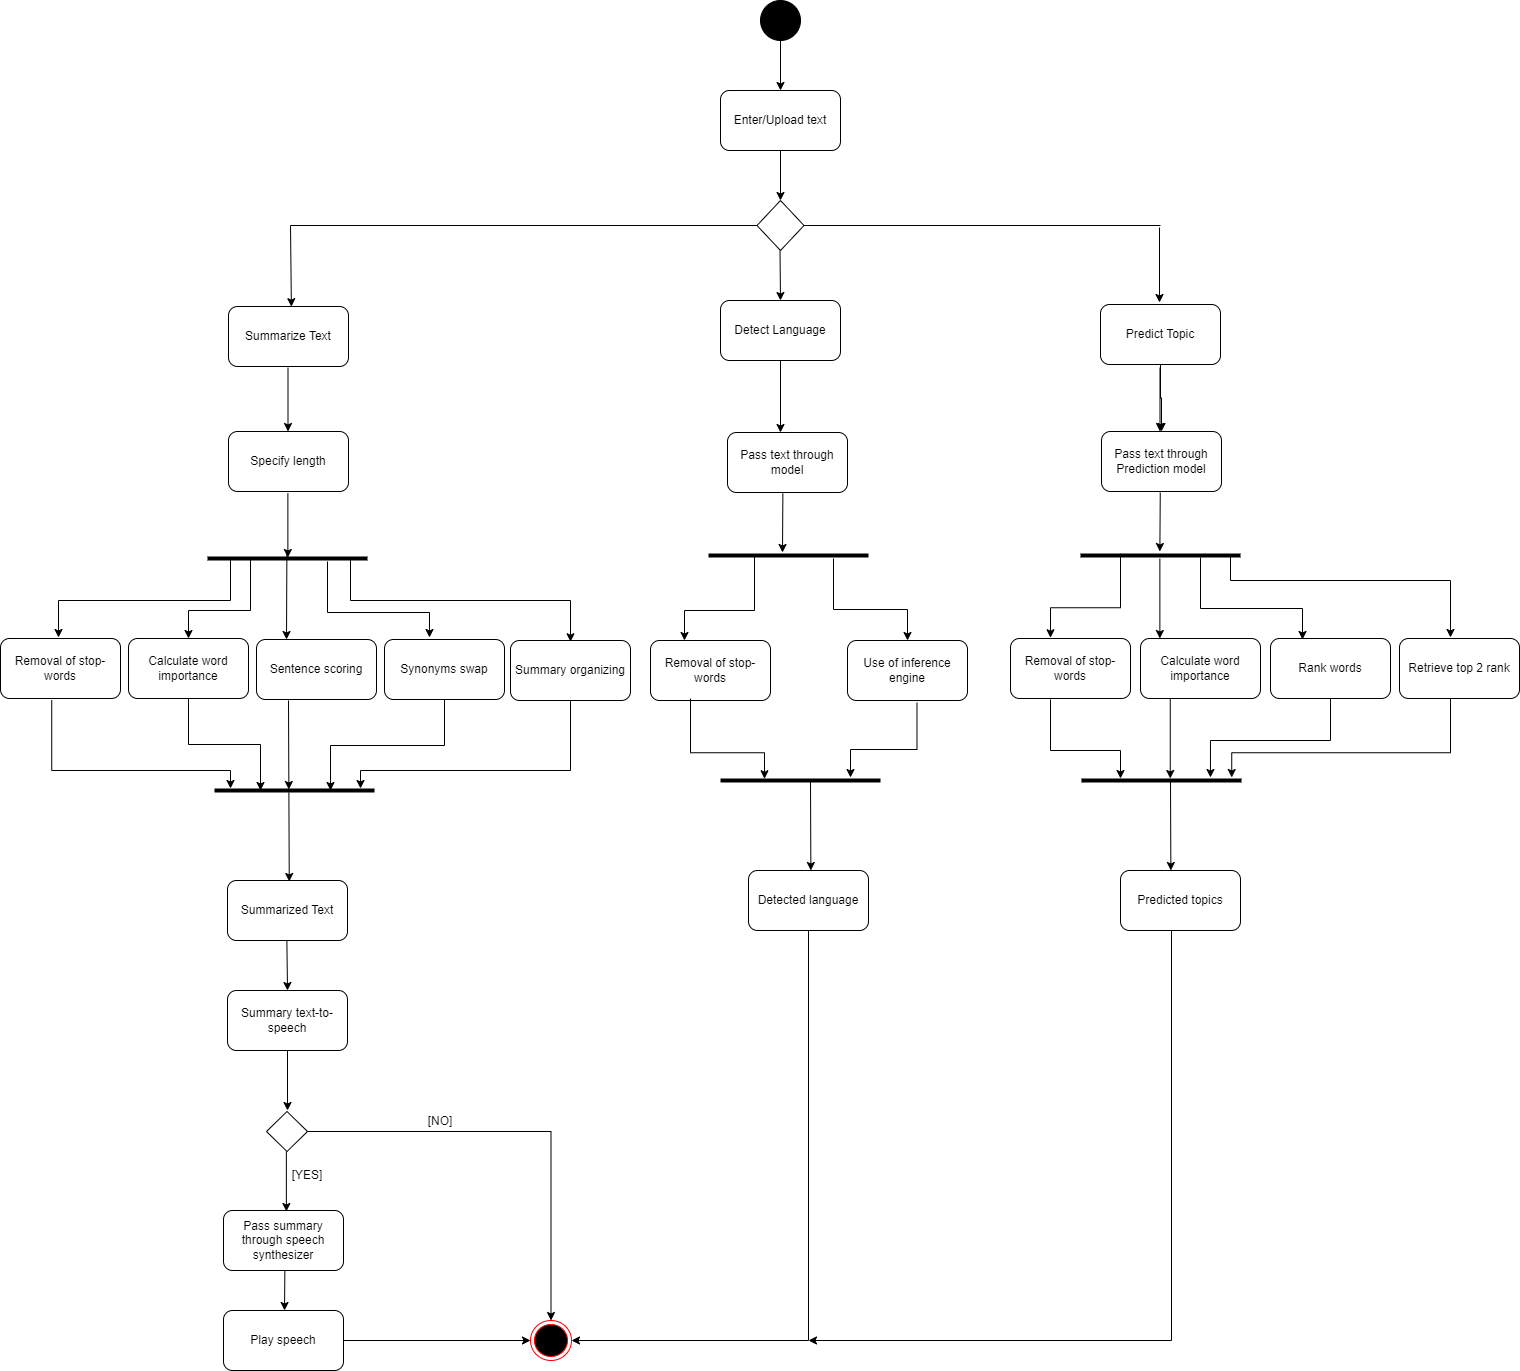 Enter/Upload text
Summarize Text
Detect Language
Predict Topic
Specify length
Pass text through
model
Pass text through
Prediction model
Removal of stop-
words
Calculate word
importance
Sentence scoring
Synonyms swap
Summary organizing
Removal of stop-
words
Use of inference
engine
Removal of stop-
words
Calculate word
importance
Rank words
Retrieve top 2 rank
Summarized Text
Detected language
Predicted topics
Summary text-to-
speech
[NO]
[YES]
Pass summary
through speech
synthesizer
Play speech